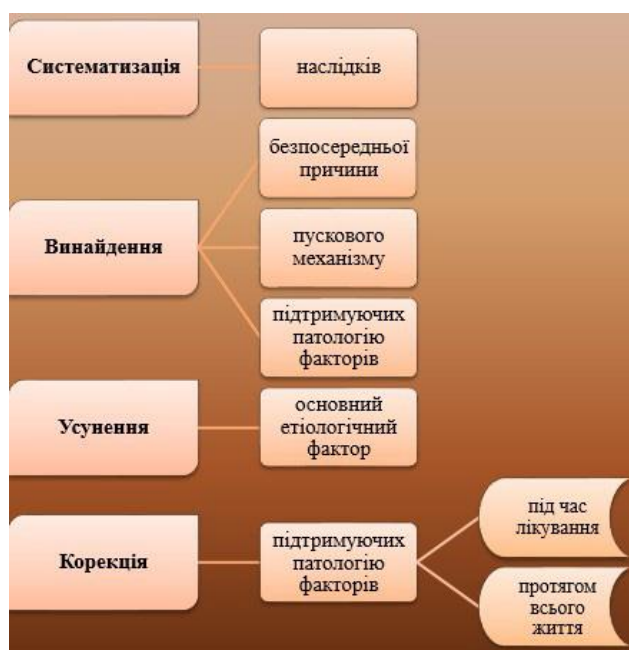 Систематизація
наслідків
безпосередньої
причини
Винайдення
пускового
механізму
підтримуючих
патологію
факторів
Усунення
основний
етіологічний
фактор
Корекція
підтримуючих
патологію
факторів
під час
лікування
протягом
всього
життя